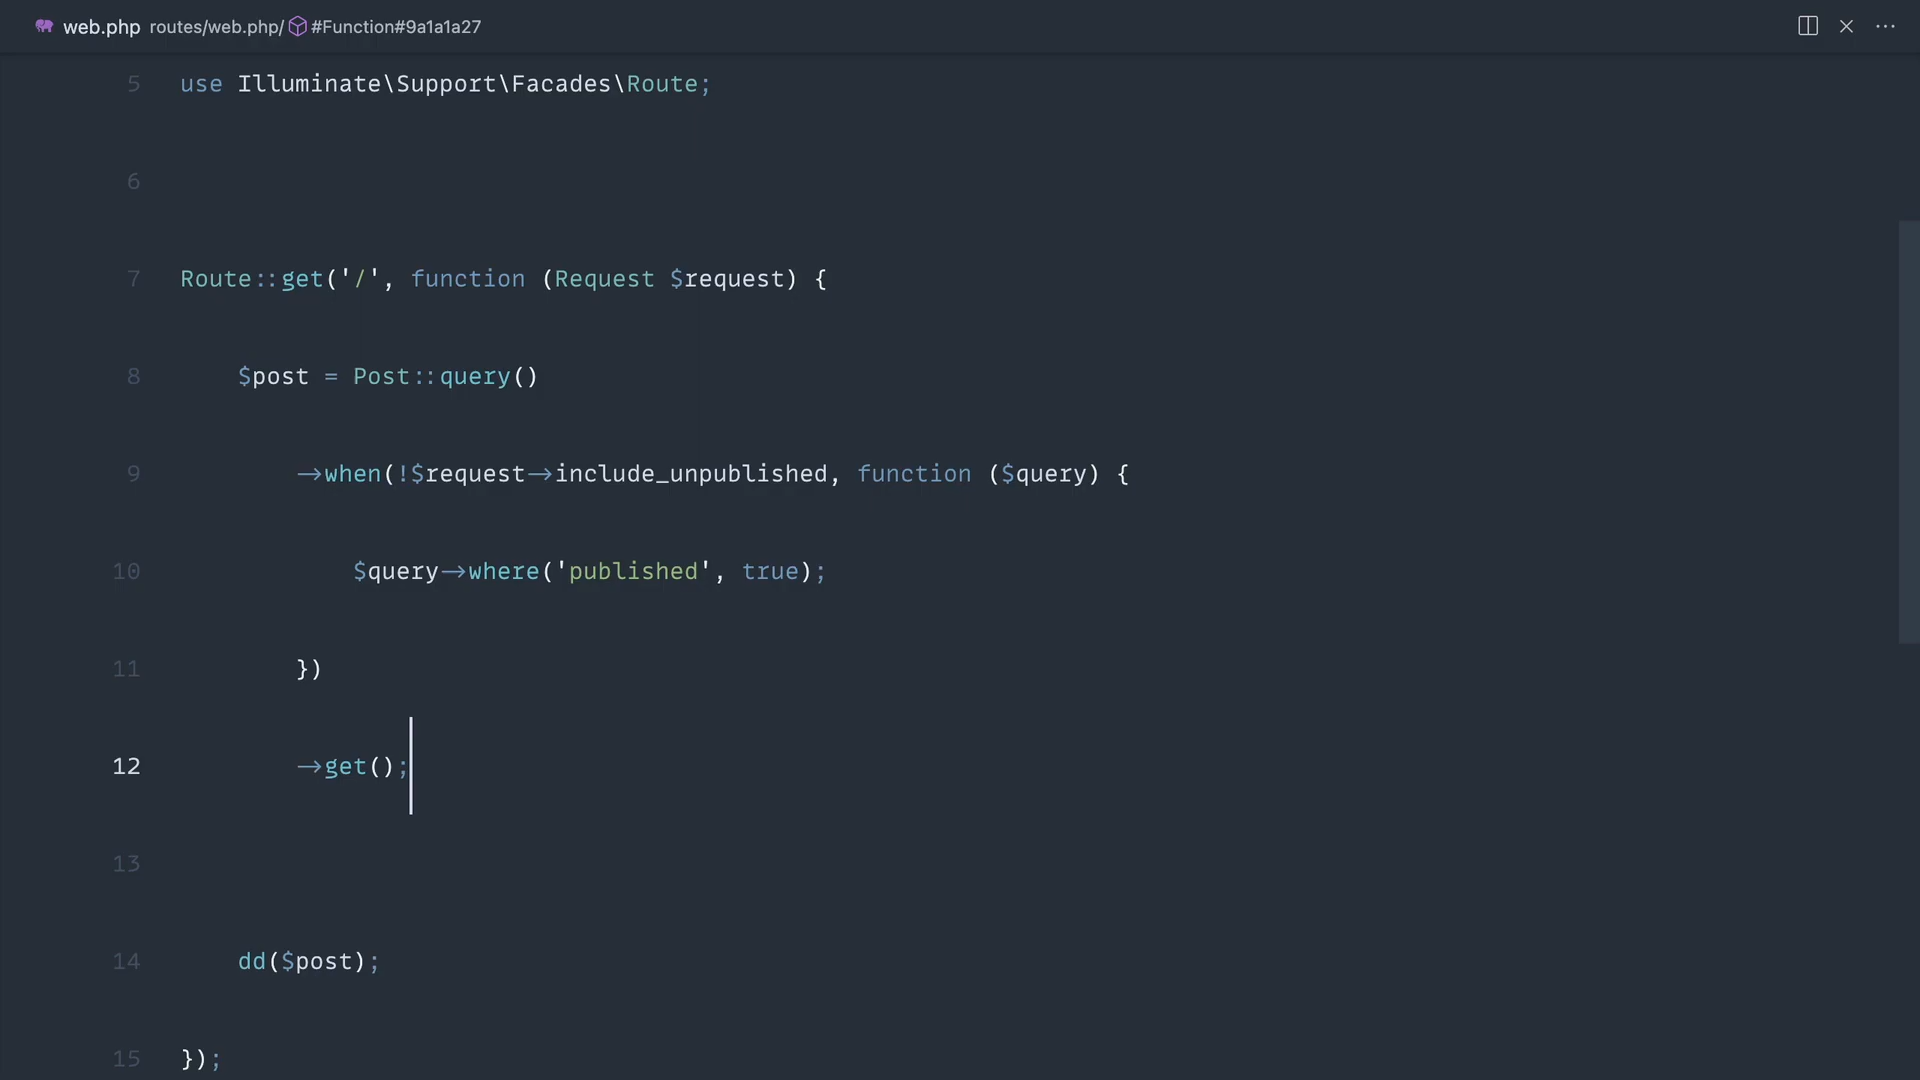 web.php routes/web.php/ #Function#9a1a1a27
5 use Illuminate\Support\Facades\Route;
6
7 Route::get('/', function (Request $request) {
8 $post = Post::query()
9 ->when(!$request->include_unpublished, function ($query) {
10 $query->where('published', true);
11 })
12 ->get();
13
14 dd($post);
15 });